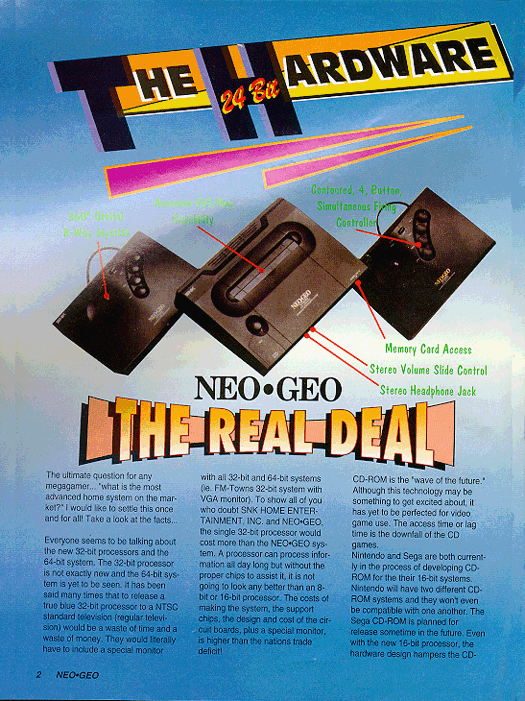 THE HARDWARE
24 Bit
Contoured, 4, Button,
Simultaneous Firing
Controller
360°
Memory Card Access
Stereo Volume Slide Control
Stereo Headphone Jack
NEO•GEO
THE REAL DEAL
The ultimate question for any
megagamer... "what is the most
advanced home system on the mar-
ket?" I would like to settle this once
and for all! Take a look at the facts...
Everyone seems to be talking about
the new 32-bit processors and the
64-bit system. The 32-bit processor
is not exactly new and the 64-bit sys-
tem is yet to be seen. It has been
said many times that to release a
true blue 32-bit processor to a NTSC
standard television (regular televi-
sion) would be a waste of time and a
waste of money. They would literally
have to include a special monitor
with all 32-bit and 64-bit systems
(ie. FM-Towns 32-bit system with
VGA monitor). To show all of you
who doubt SNK HOME ENTER-
TAINMENT, INC. and NEO•GEO,
the single 32-bit processor would
cost more than the NEO•GEO sys-
tem. A processor can process infor-
mation all day long but without the
proper chips to assist it, it is not
going to look any better than an 8-
bit or 16-bit processor. The costs of
making the system, the support
chips, the design and cost of the cir-
cuit boards, plus a special monitor,
is higher than the nations trade
deficit!
CD-ROM is the "wave of the future."
Although this technology may be
something to get excited about, it
has yet to be perfected for video
game use. The access time or lag
time is the downfall of the CD
games.
Nintendo and Sega are both current-
ly in the process of developing CD-
ROM for their 16-bit systems.
Nintendo will have two different CD-
ROM systems and they won't even
be compatible with one another. The
Sega CD-ROM is planned for
release sometime in the future. Even
with the new 16-bit processor, the
hardware design hampers the CD-
2 NEO•GEO